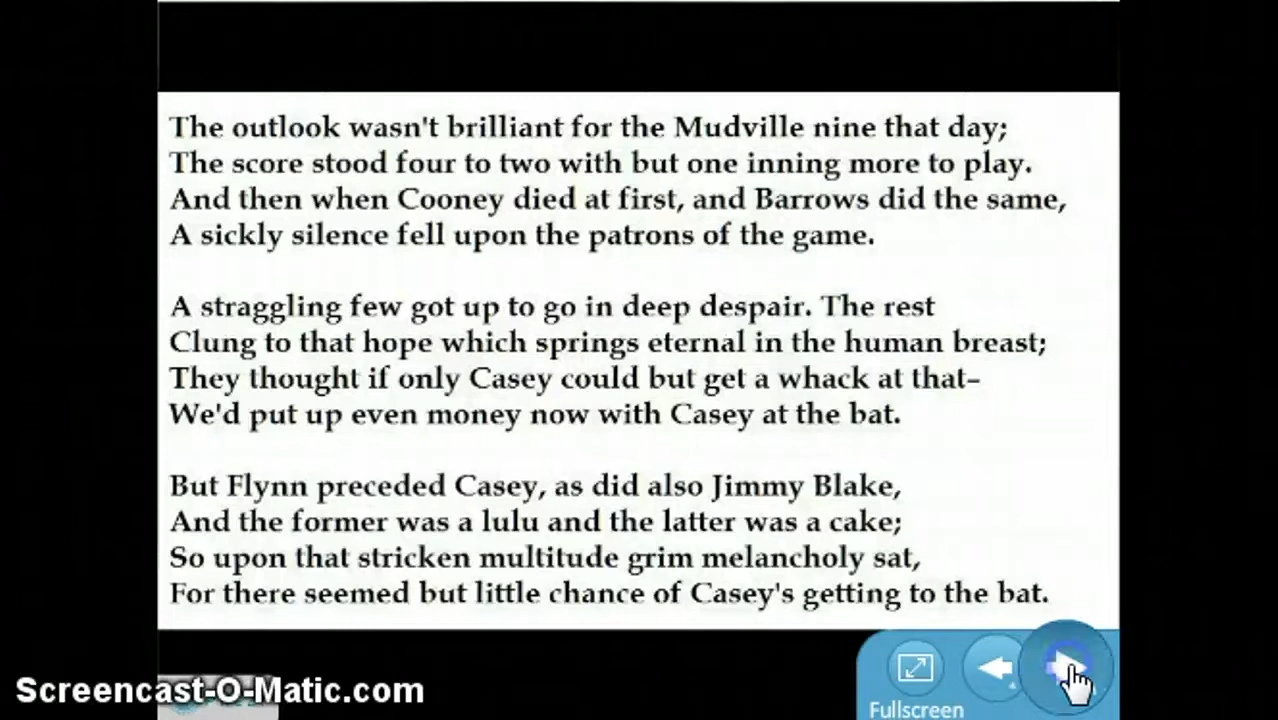 The outlook wasn't brilliant for the Mudville nine that day;
The score stood four to two with but one inning more to play.
And then when Cooney died at first, and Barrows did the same,
A sickly silence fell upon the patrons of the game.
A straggling few got up to go in deep despair. The rest
Clung to that hope which springs eternal in the human breast;
They thought if only Casey could but get a whack at that–
We'd put up even money now with Casey at the bat.
But Flynn preceded Casey, as did also Jimmy Blake,
And the former was a lulu and the latter was a cake;
So upon that stricken multitude grim melancholy sat,
For there seemed but little chance of Casey's getting to the bat.
Screencast-O-Matic.com
Fullscreen